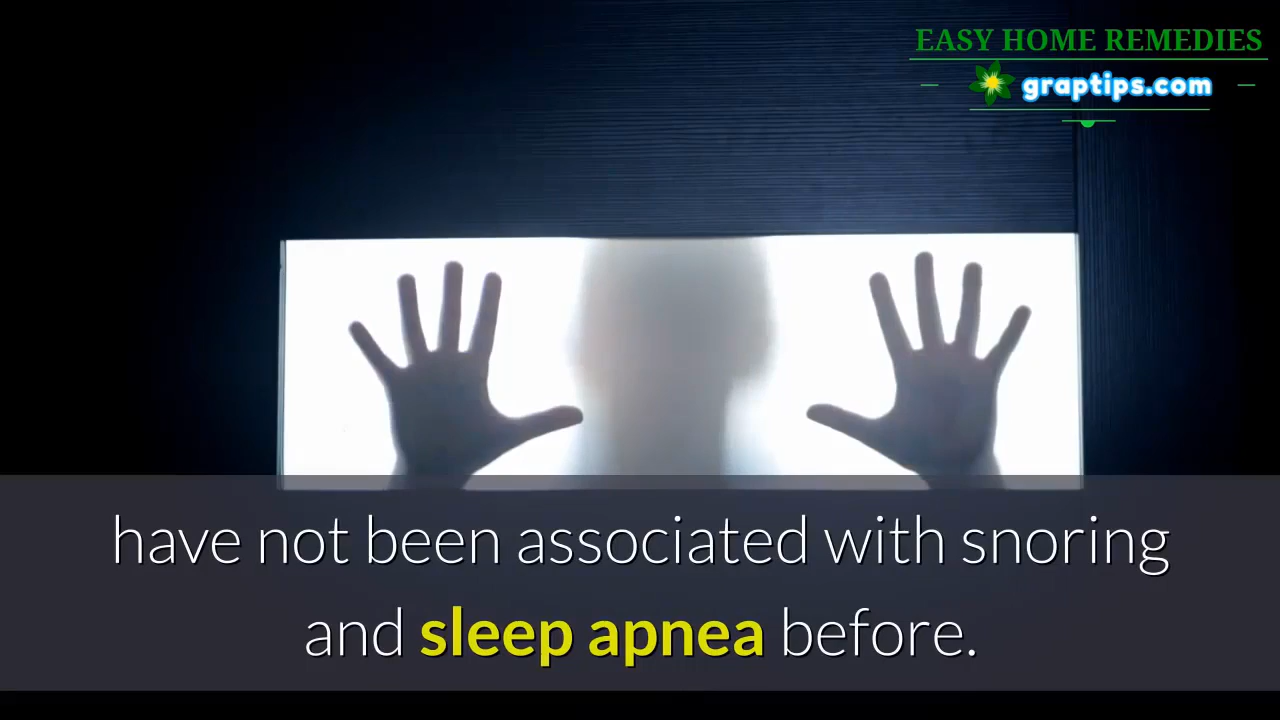 EASY HOME REMEDIES
graptips.com
have not been associated with snoring
and sleep apnea before.